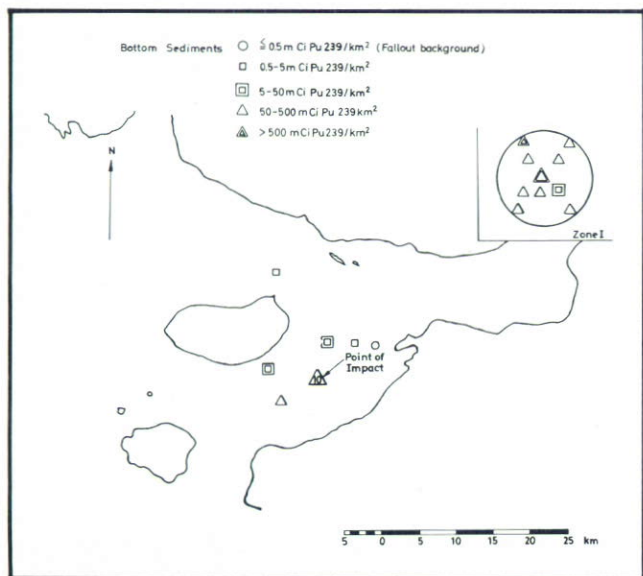 Bottom Sediments ≦ 0.5 m Ci Pu 239/km² (Fallout background)
0.5-5m Ci Pu 239/km²
5-50 m Ci Pu 239/km²
50-500 m Ci Pu 239 km²
> 500 m Ci Pu 239/km²
N
Zone I
Point of
Impact
5 0 5 10 15 20 25 km